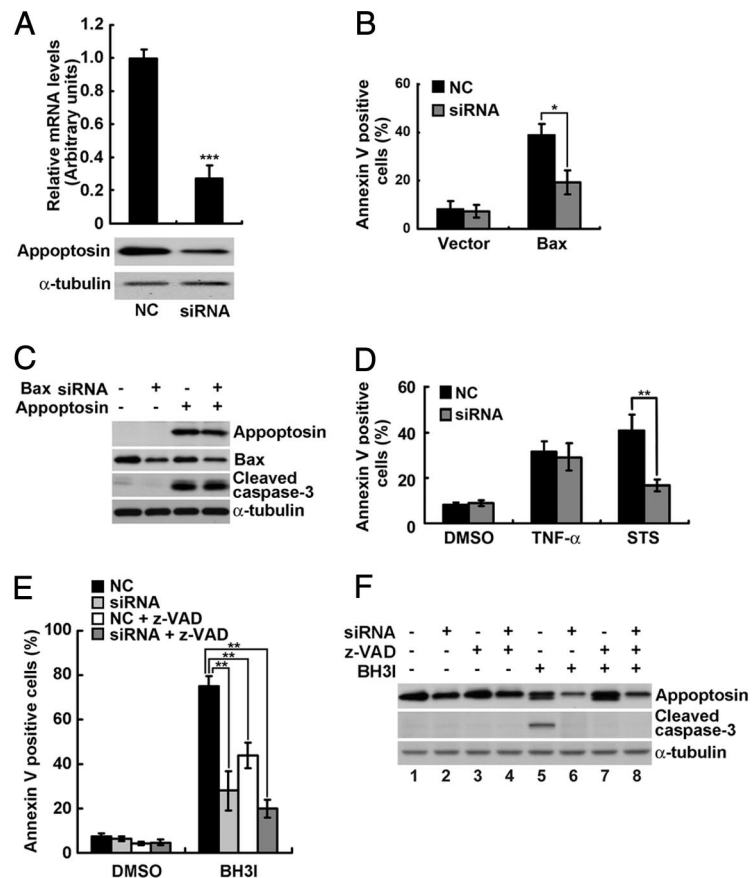 A
Relative mRNA levels
(Arbitrary units)
1.2
1.0
0.8
0.6
0.4
0.2
0
***
Appoptosin
α-tubulin
NC siRNA
B
Annexin V positive
cells (%)
60
40
20
0
NC
siRNA
*
Vector Bax
C
Bax siRNA - + - +
Appoptosin - - + +
Appoptosin
Bax
Cleaved
caspase-3
α-tubulin
D
Annexin V positive
cells (%)
60
40
20
0
NC
siRNA
**
DMSO TNF-α STS
E
NC
siRNA
NC + z-VAD
siRNA + z-VAD
Annexin V positive cells (%)
100
80
60
40
20
0
**
**
**
DMSO BH3I
F
siRNA - + - + - + - +
z-VAD - - + + - - + +
BH3I - - - - + + + +
Appoptosin
Cleaved
caspase-3
α-tubulin
1 2 3 4 5 6 7 8